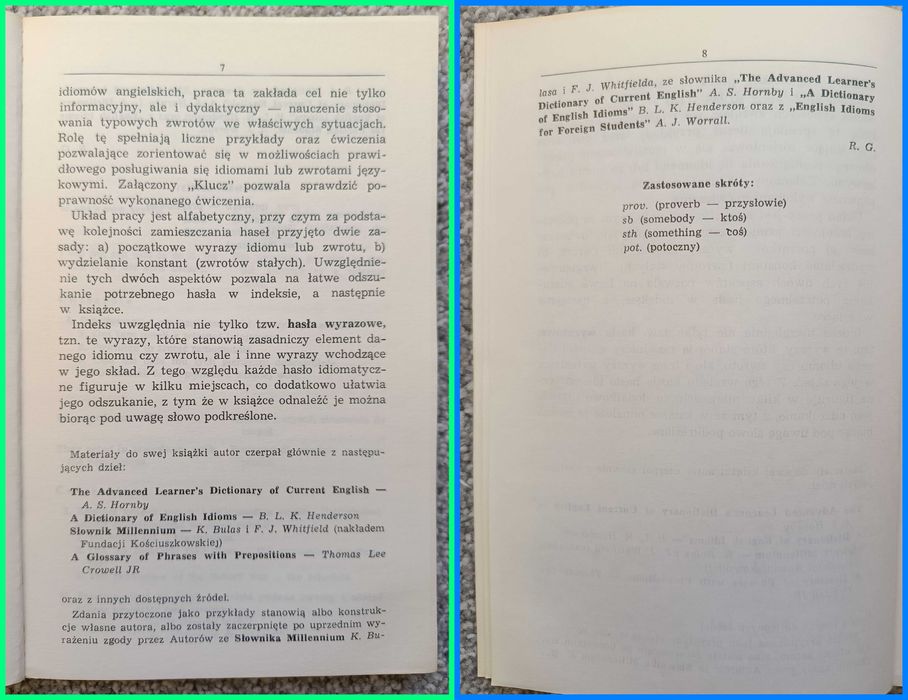 7
idiomów angielskich, praca ta zakłada cel nie tylko
informacyjny, ale i dydaktyczny — nauczenie stoso-
wania typowych zwrotów we właściwych sytuacjach.
Rolę tę spełniają liczne przykłady oraz ćwiczenia
pozwalające zorientować się w możliwościach prawi-
dłowego posługiwania się idiomami lub zwrotami języ-
kowymi. Załączony „Klucz” pozwala sprawdzić po-
prawność wykonanego ćwiczenia.
Układ pracy jest alfabetyczny, przy czym za podsta-
wę kolejności zamieszczania haseł przyjęto dwie za-
sady: a) początkowe wyrazy idiomu lub zwrotu, b)
wydzielanie konstant (zwrotów stałych). Uwzględnie-
nie tych dwóch aspektów pozwala na łatwe odszu-
kanie potrzebnego hasła w indeksie, a następnie
w książce.
Indeks uwzględnia nie tylko tzw. hasła wyrazowe,
tzn. te wyrazy, które stanowią zasadniczy element da-
nego idiomu czy zwrotu, ale i inne wyrazy wchodzące
w jego skład. Z tego względu każde hasło idiomatycz-
ne figuruje w kilku miejscach, co dodatkowo ułatwia
jego odszukanie, z tym że w książce odnaleźć je można
biorąc pod uwagę słowo podkreślone.
Materiały do swej książki autor czerpał głównie z następu-
jących dzieł:
The Advanced Learner's Dictionary of Current English —
A. S. Hornby
A Dictionary of English Idioms — B. L. K. Henderson
Słownik Millennium — K. Bulas i F. J. Whitfield (nakładem
Fundacji Kościuszkowskiej)
A Glossary of Phrases with Prepositions — Thomas Lee
Crowell JR
oraz z innych dostępnych źródeł.
Zdania przytoczone jako przykłady stanowią albo konstruk-
cje własne autora, albo zostały zaczerpnięte po uprzednim wy-
rażeniu zgody przez Autorów ze Słownika Millennium K. Bu-
8
lasa i F. J. Whitfielda, ze słownika „The Advanced Learner's
Dictionary of Current English” A. S. Hornby i „A Dictionary
of English Idioms” B. L. K. Henderson oraz z „English Idioms
for Foreign Students” A. J. Worrall.
R. G.
Zastosowane skróty:
prov. (proverb — przysłowie)
sb (somebody — ktoś)
sth (something — coś)
pot. (potoczny)